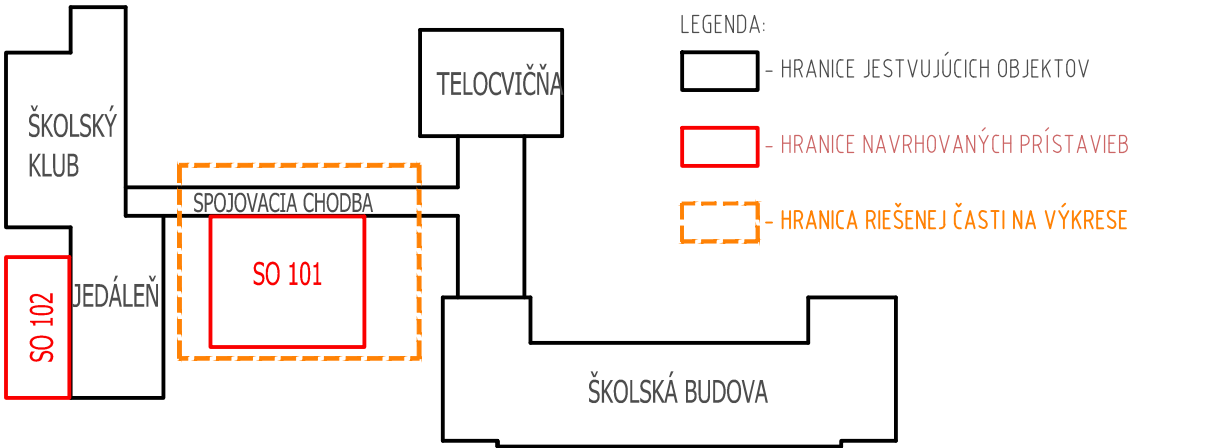 LEGENDA:
- HRANICE JESTVUJÚCICH OBJEKTOV
- HRANICE NAVRHOVANÝCH PRÍSTAVIEB
- HRANICA RIEŠENEJ ČASTI NA VÝKRESE
TELOCVIČŇA
ŠKOLSKÝ
KLUB
SPOJOVACIA CHODBA
SO 101
JEDÁLEŇ
SO 102
ŠKOLSKÁ BUDOVA